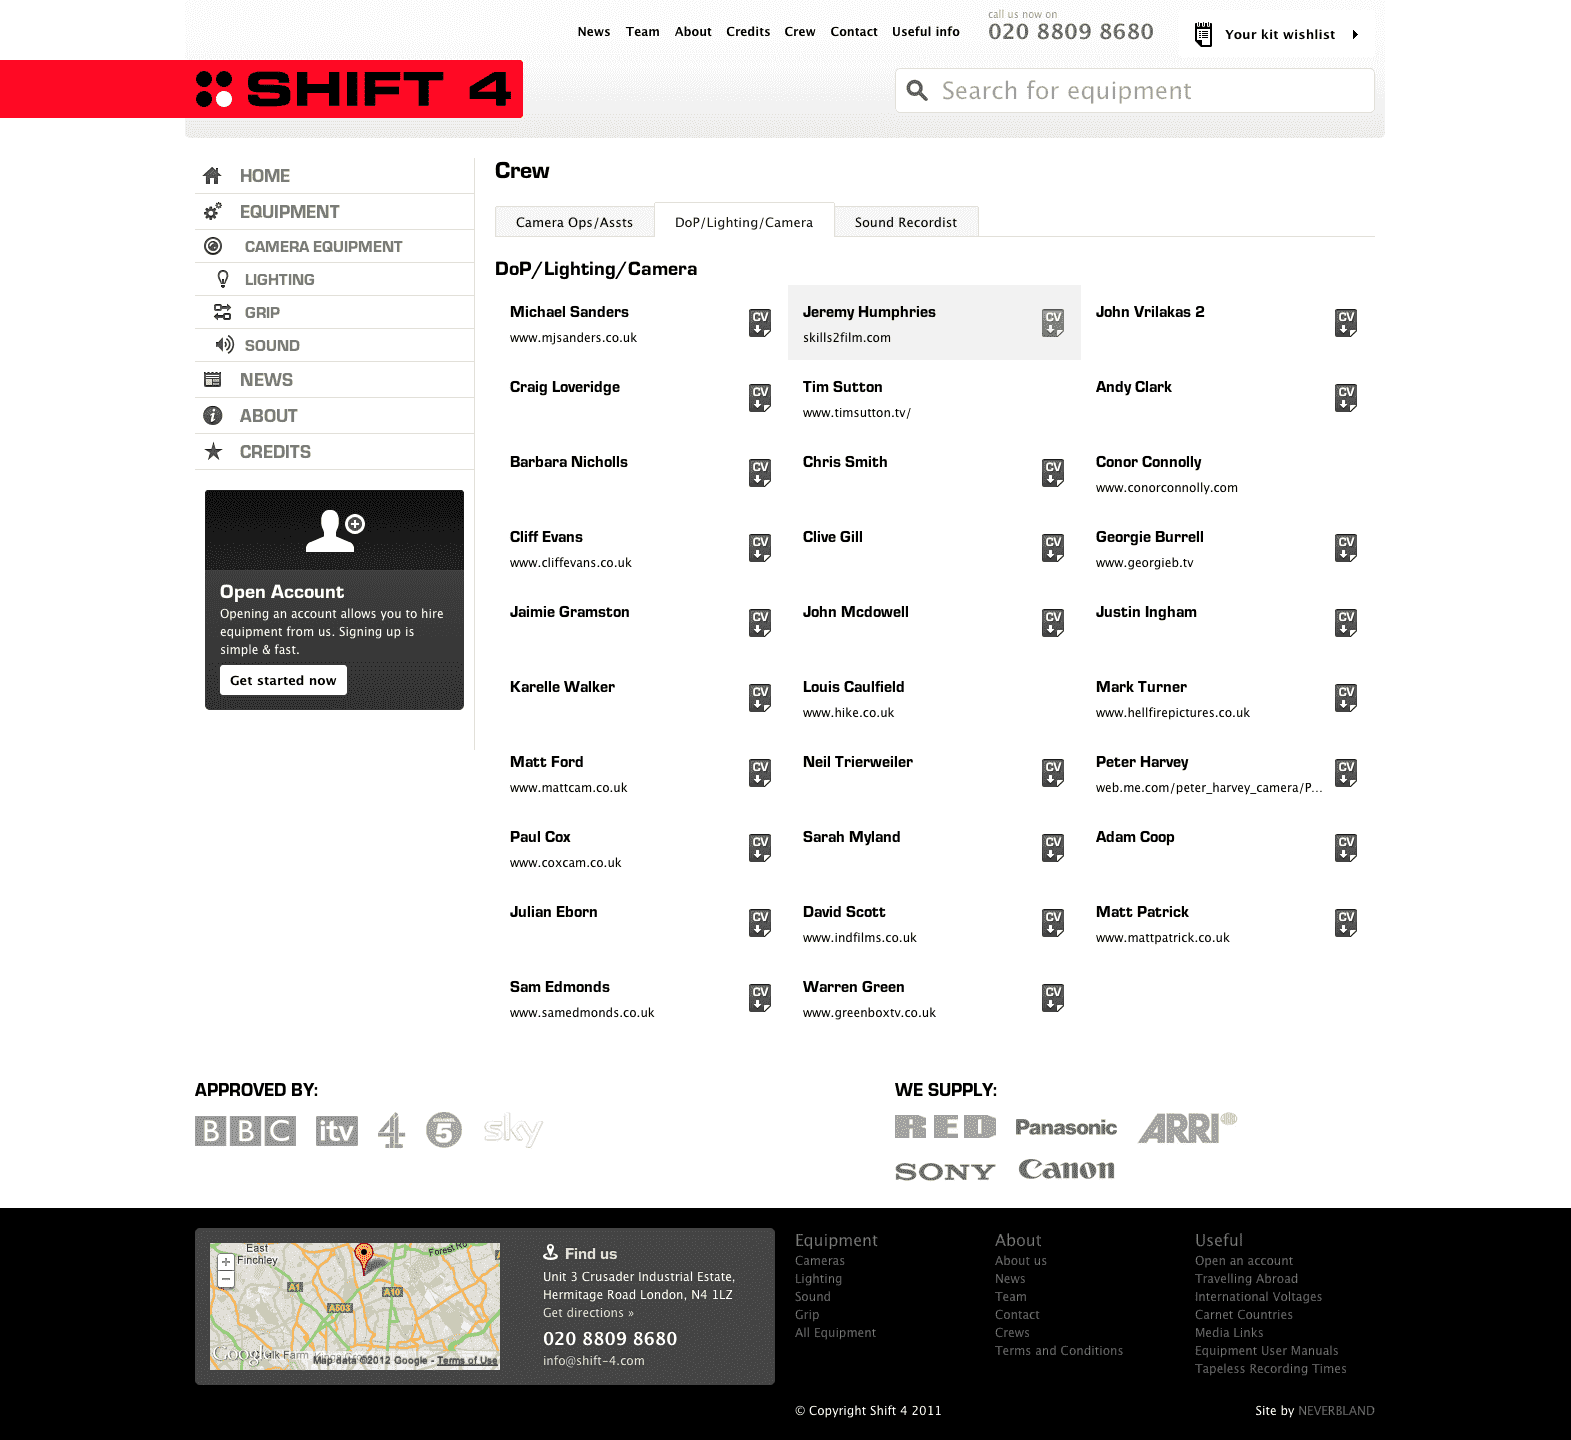 News Team About Credits Crew Contact Useful info
call us now on
020 8809 8680
Your kit wishlist
SHIFT 4
Search for equipment
HOME
EQUIPMENT
CAMERA EQUIPMENT
LIGHTING
GRIP
SOUND
NEWS
ABOUT
CREDITS
Open Account
Opening an account allows you to hire
equipment from us. Signing up is
simple & fast.
Get started now
Crew
Camera Ops/Assts DoP/Lighting/Camera Sound Recordist
DoP/Lighting/Camera
Michael Sanders CV Jeremy Humphries CV John Vrilakas 2 CV
www.mjsanders.co.uk skills2film.com
Craig Loveridge CV Tim Sutton Andy Clark CV
www.timsutton.tv/
Barbara Nicholls CV Chris Smith CV Conor Connolly
www.conorconnolly.com
Cliff Evans CV Clive Gill CV Georgie Burrell CV
www.cliffevans.co.uk www.georgieb.tv
Jaimie Gramston CV John Mcdowell CV Justin Ingham CV
Karelle Walker CV Louis Caulfield CV Mark Turner CV
www.hike.co.uk www.hellfirepictures.co.uk
Matt Ford CV Neil Trierweiler CV Peter Harvey CV
www.mattcam.co.uk web.me.com/peter_harvey_camera/P...
Paul Cox CV Sarah Myland CV Adam Coop CV
www.coxcam.co.uk
Julian Eborn CV David Scott CV Matt Patrick CV
www.indfilms.co.uk www.mattpatrick.co.uk
Sam Edmonds CV Warren Green CV
www.samedmonds.co.uk www.greenboxtv.co.uk
APPROVED BY:
BBC itv 4 5 sky
WE SUPPLY:
RED Panasonic ARRI
SONY Canon
East
Finchley
Forest Rd
A1
A10
A503
Google
Map data ©2012 Google - Terms of Use
Find us
Unit 3 Crusader Industrial Estate,
Hermitage Road London, N4 1LZ
Get directions »
020 8809 8680
info@shift-4.com
Equipment
Cameras
Lighting
Sound
Grip
All Equipment
About
About us
News
Team
Contact
Crews
Terms and Conditions
Useful
Open an account
Travelling Abroad
International Voltages
Carnet Countries
Media Links
Equipment User Manuals
Tapeless Recording Times
© Copyright Shift 4 2011
Site by NEVERBLAND